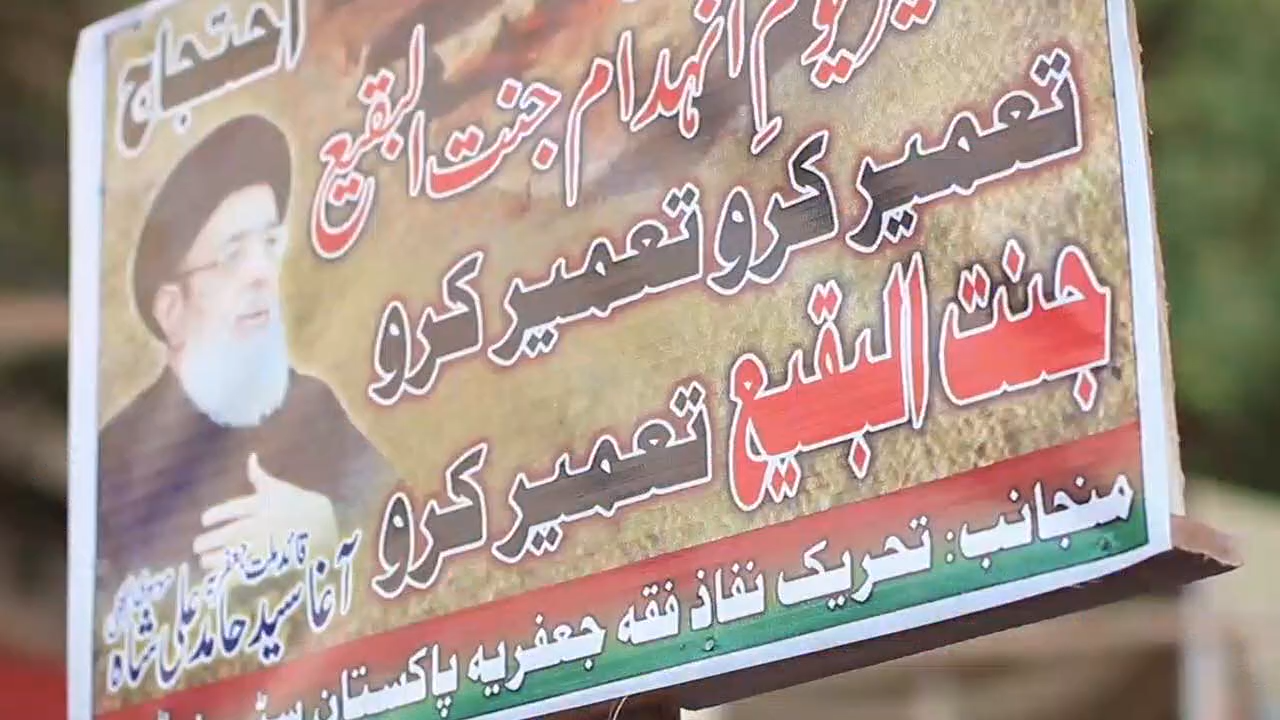 احتجاج
یومِ انہدام جنت البقیع
تعمیر کرو تعمیر کرو
جنت البقیع تعمیر کرو
قائد ملت جعفریہ
آغا سید حامد علی شاہ
منجانب: تحریک نفاذ فقہ جعفریہ پاکستان